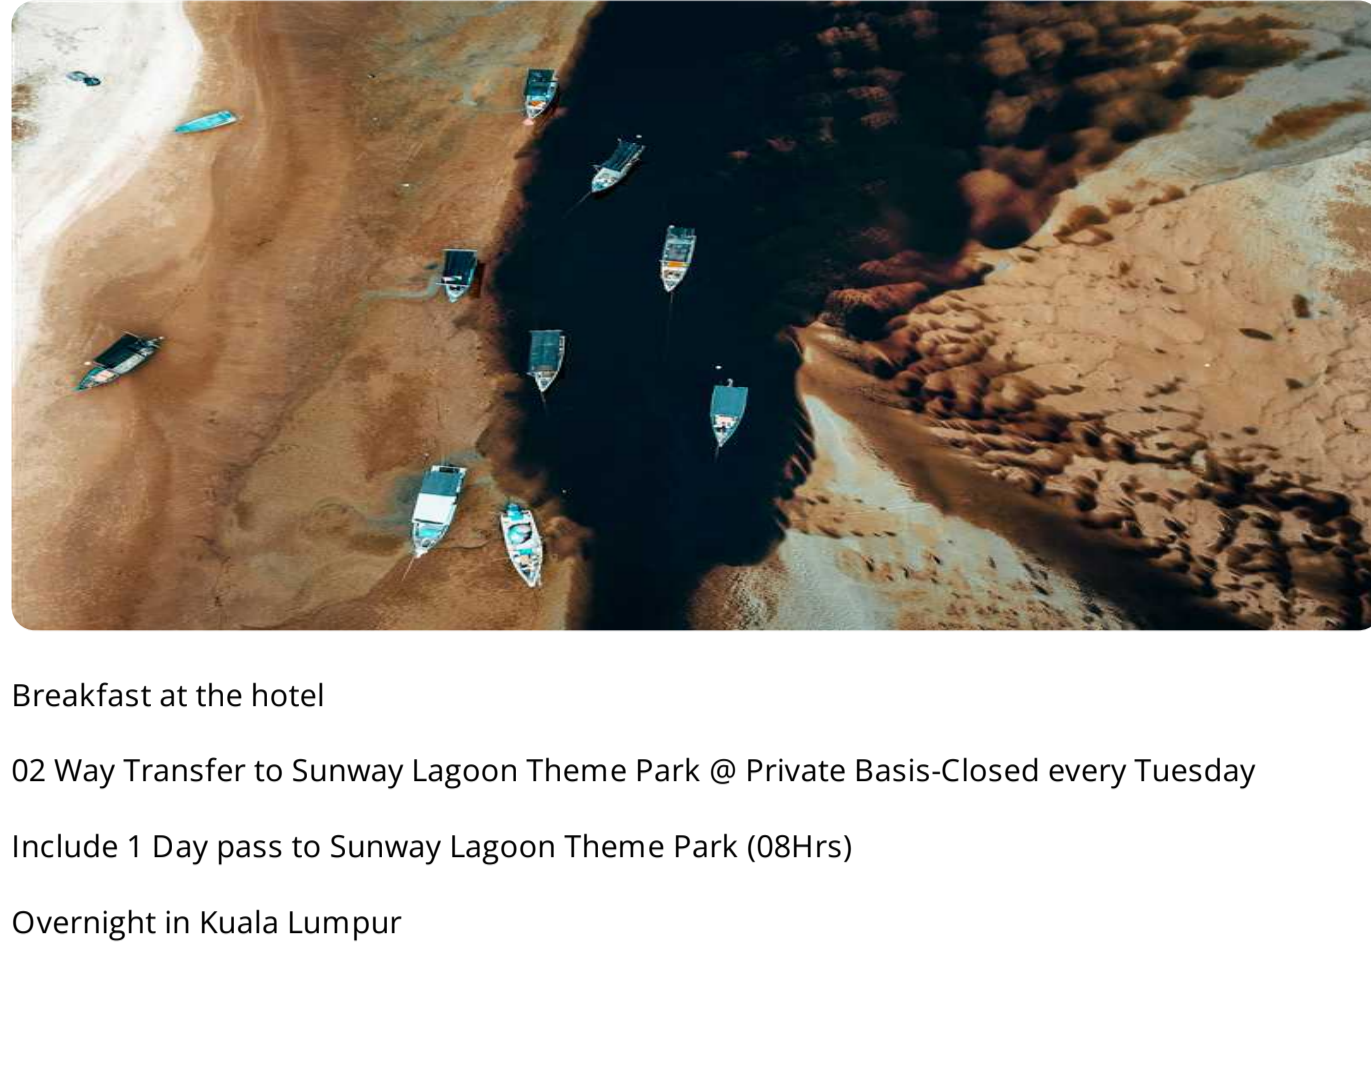 Breakfast at the hotel
02 Way Transfer to Sunway Lagoon Theme Park @ Private Basis-Closed every Tuesday
Include 1 Day pass to Sunway Lagoon Theme Park (08Hrs)
Overnight in Kuala Lumpur